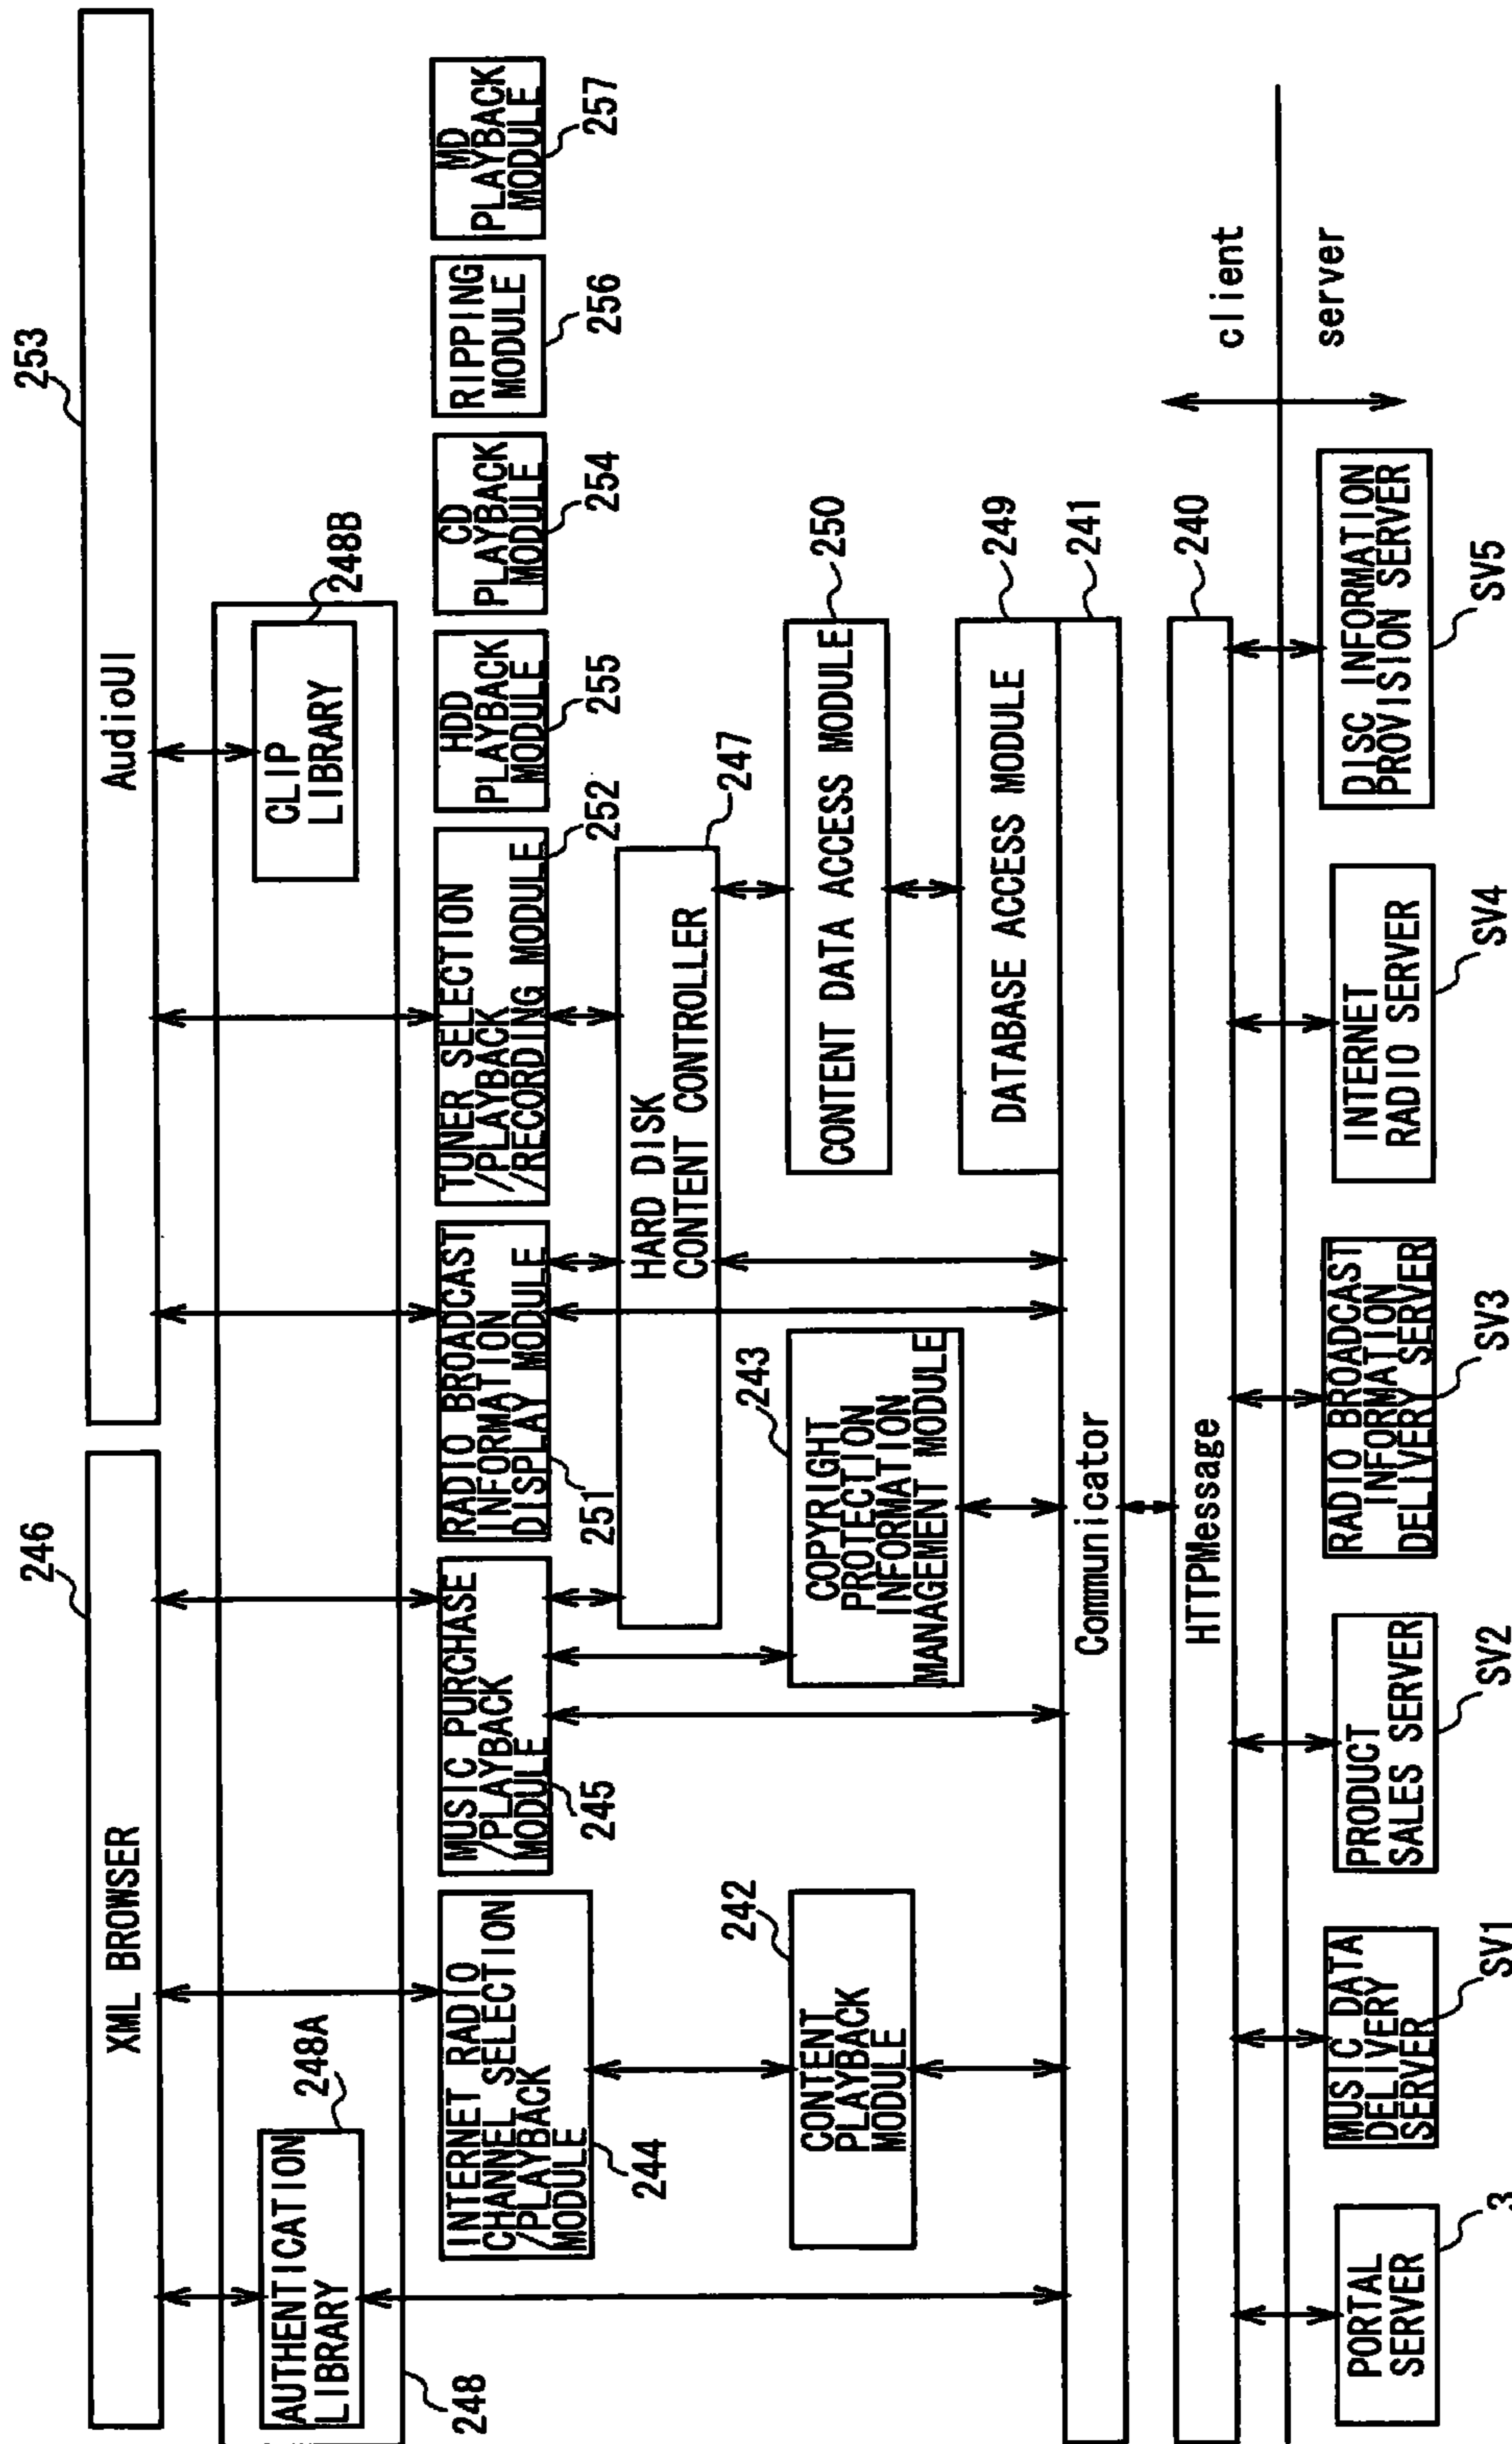 246
253
XML BROWSER
AudioUI
248A
AUTHENTICATION
LIBRARY
248
CLIP
LIBRARY
248B
INTERNET RADIO
CHANNEL SELECTION
/PLAYBACK
MODULE
244
MUSIC PURCHASE
/PLAYBACK
MODULE
245
RADIO BROADCAST
INFORMATION
DISPLAY MODULE
251
TUNER SELECTION
/PLAYBACK
/RECORDING MODULE
252
HDD
PLAYBACK
MODULE
255
CD
PLAYBACK
MODULE
254
RIPPING
MODULE
256
MD
PLAYBACK
MODULE
257
HARD DISK
CONTENT CONTROLLER
247
242
CONTENT
PLAYBACK
MODULE
243
COPYRIGHT
PROTECTION
INFORMATION
MANAGEMENT MODULE
CONTENT DATA ACCESS MODULE
250
DATABASE ACCESS MODULE
249
Communicator
241
HTTPMessage
240
client
server
PORTAL
SERVER
3
MUSIC DATA
DELIVERY
SERVER
SV1
PRODUCT
SALES SERVER
SV2
RADIO BROADCAST
INFORMATION
DELIVERY SERVER
SV3
INTERNET
RADIO SERVER
SV4
DISC INFORMATION
PROVISION SERVER
SV5